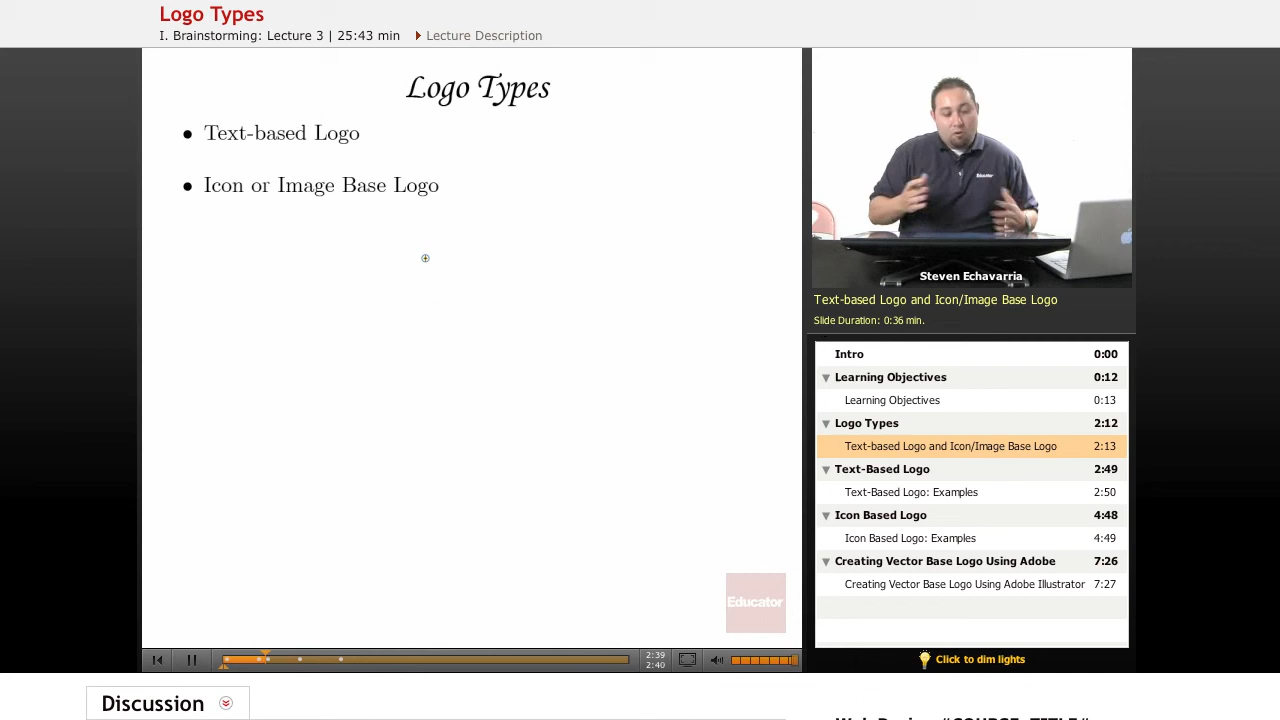 Logo Types
I. Brainstorming: Lecture 3 | 25:43 min Lecture Description
Logo Types
• Text-based Logo
• Icon or Image Base Logo
Educator
2:39
2:40
Educator
Steven Echavarria
Text-based Logo and Icon/Image Base Logo
Slide Duration: 0:36 min.
Intro 0:00
Learning Objectives 0:12
Learning Objectives 0:13
Logo Types 2:12
Text-based Logo and Icon/Image Base Logo 2:13
Text-Based Logo 2:49
Text-Based Logo: Examples 2:50
Icon Based Logo 4:48
Icon Based Logo: Examples 4:49
Creating Vector Base Logo Using Adobe 7:26
Creating Vector Base Logo Using Adobe Illustrator 7:27
Click to dim lights
Discussion